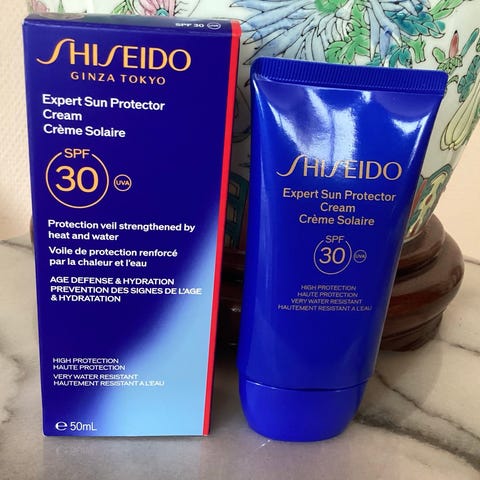 SPF 30 UVA
SHISEIDO
GINZA TOKYO
Expert Sun Protector
Cream
Crème Solaire
SPF
30 UVA
Protection veil strengthened by
heat and water
Voile de protection renforcé
par la chaleur et l'eau
AGE DEFENSE & HYDRATION
PREVENTION DES SIGNES DE L'AGE
& HYDRATATION
HIGH PROTECTION
HAUTE PROTECTION
VERY WATER RESISTANT
HAUTEMENT RESISTANT A L'EAU
℮ 50mL
SHISEIDO
Expert Sun Protector
Cream
Crème Solaire
SPF
30 UVA
HIGH PROTECTION
HAUTE PROTECTION
VERY WATER RESISTANT
HAUTEMENT RESISTANT A L'EAU